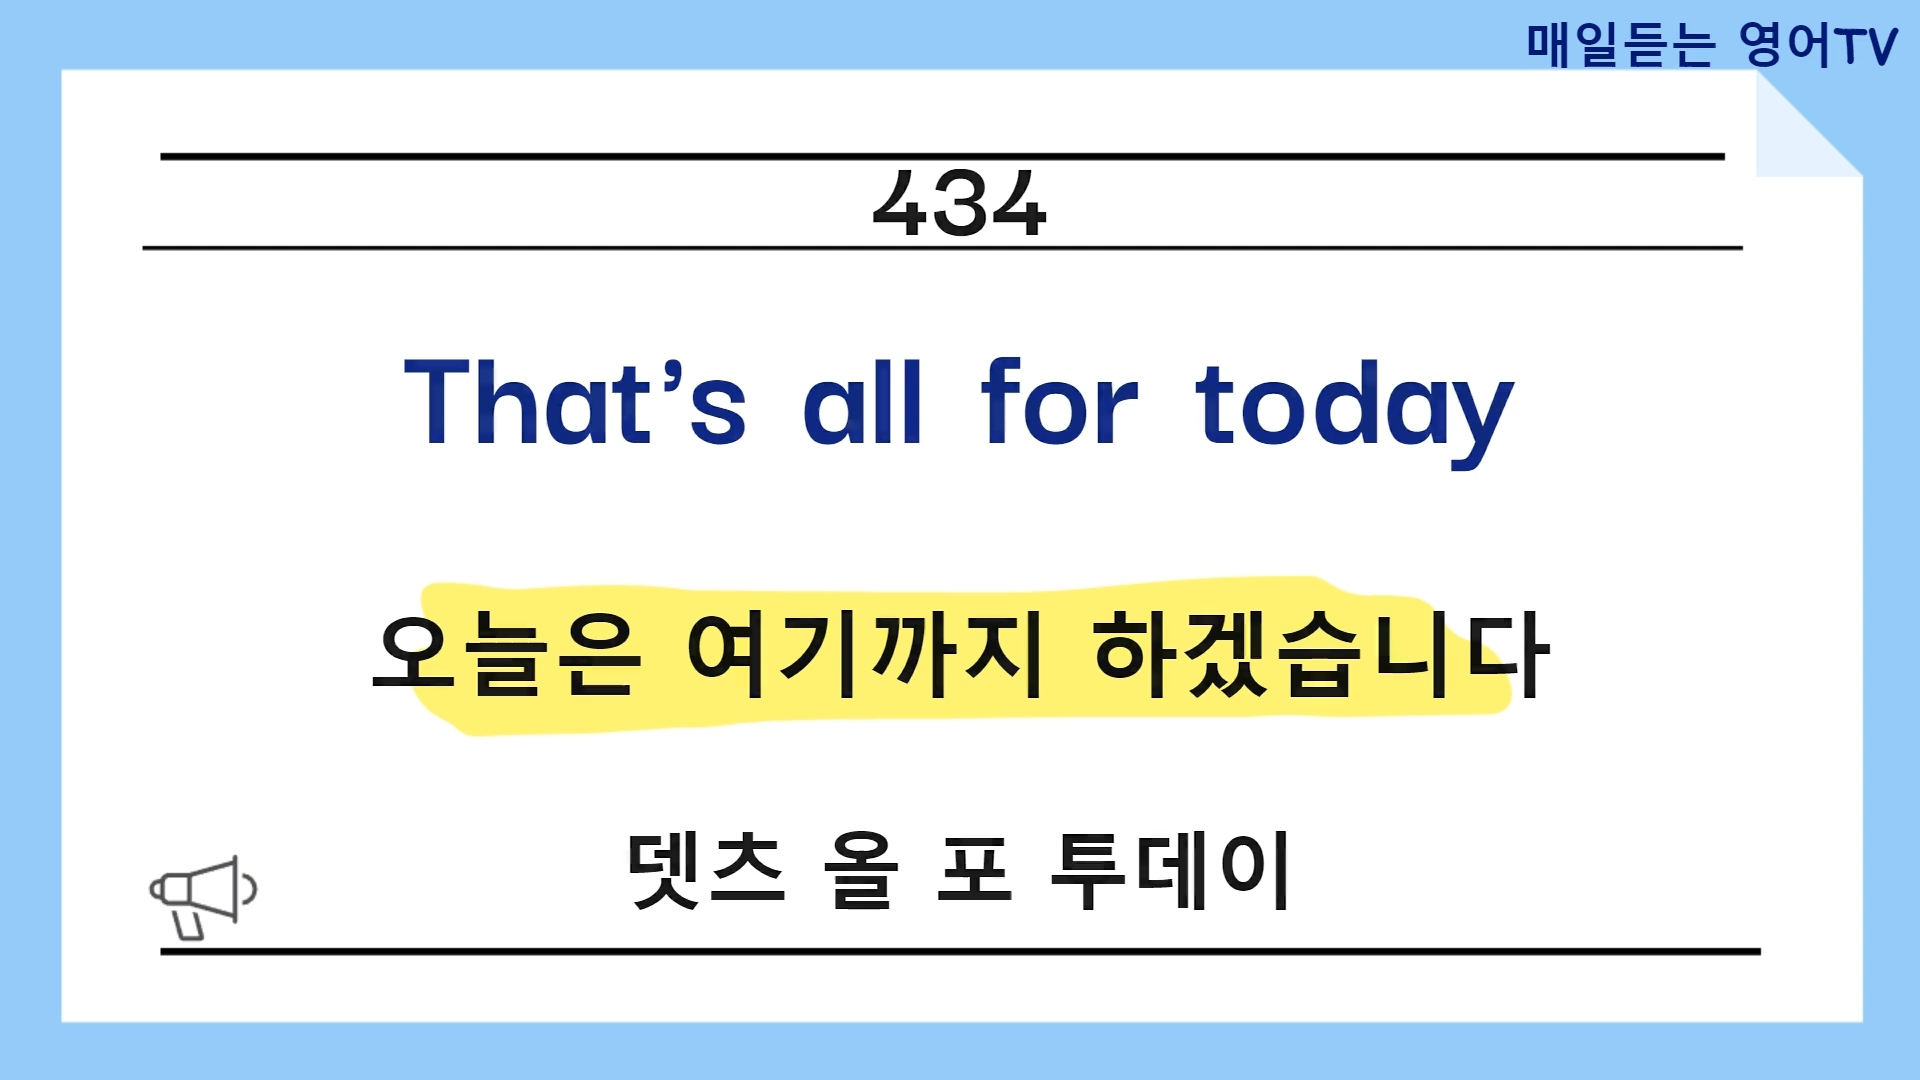 매일듣는 영어TV
434
That’s all for today
오늘은 여기까지 하겠습니다
뎃츠 올 포 투데이